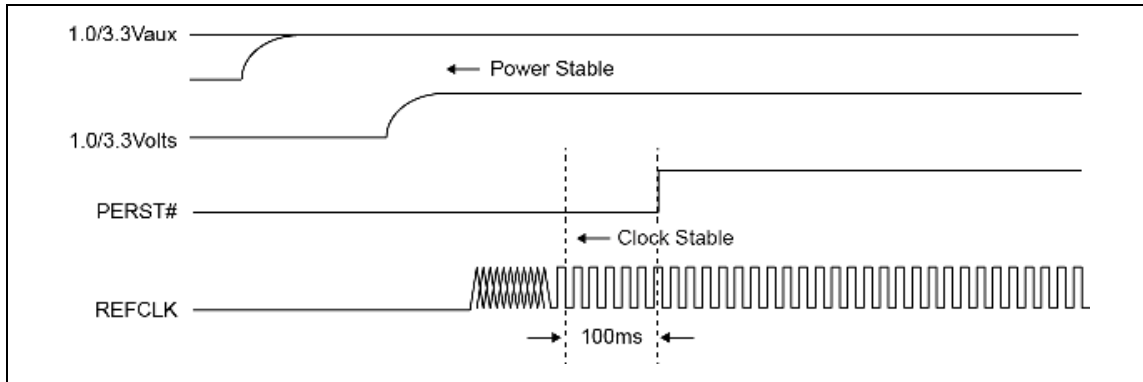 1.0/3.3Vaux
Power Stable
1.0/3.3Volts
PERST#
Clock Stable
REFCLK
100ms